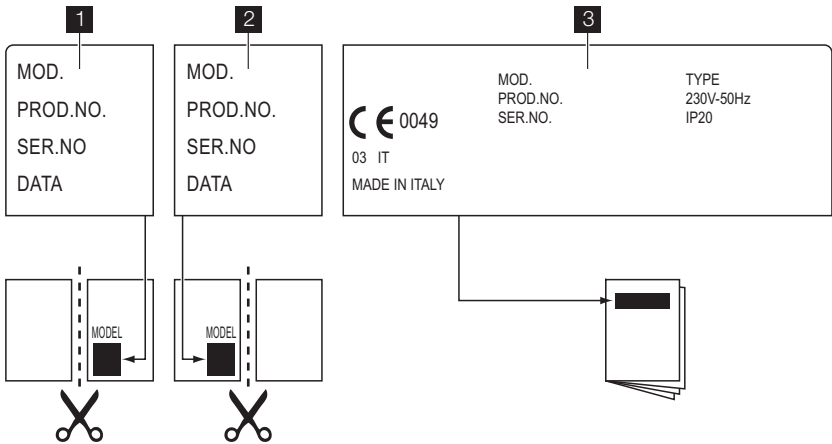 1
2
3
MOD.
PROD.NO.
SER.NO
DATA
MOD.
PROD.NO.
SER.NO
DATA
MOD.
PROD.NO.
SER.NO.
TYPE
230V-50Hz
IP20
CE 0049
03 IT
MADE IN ITALY
MODEL
MODEL